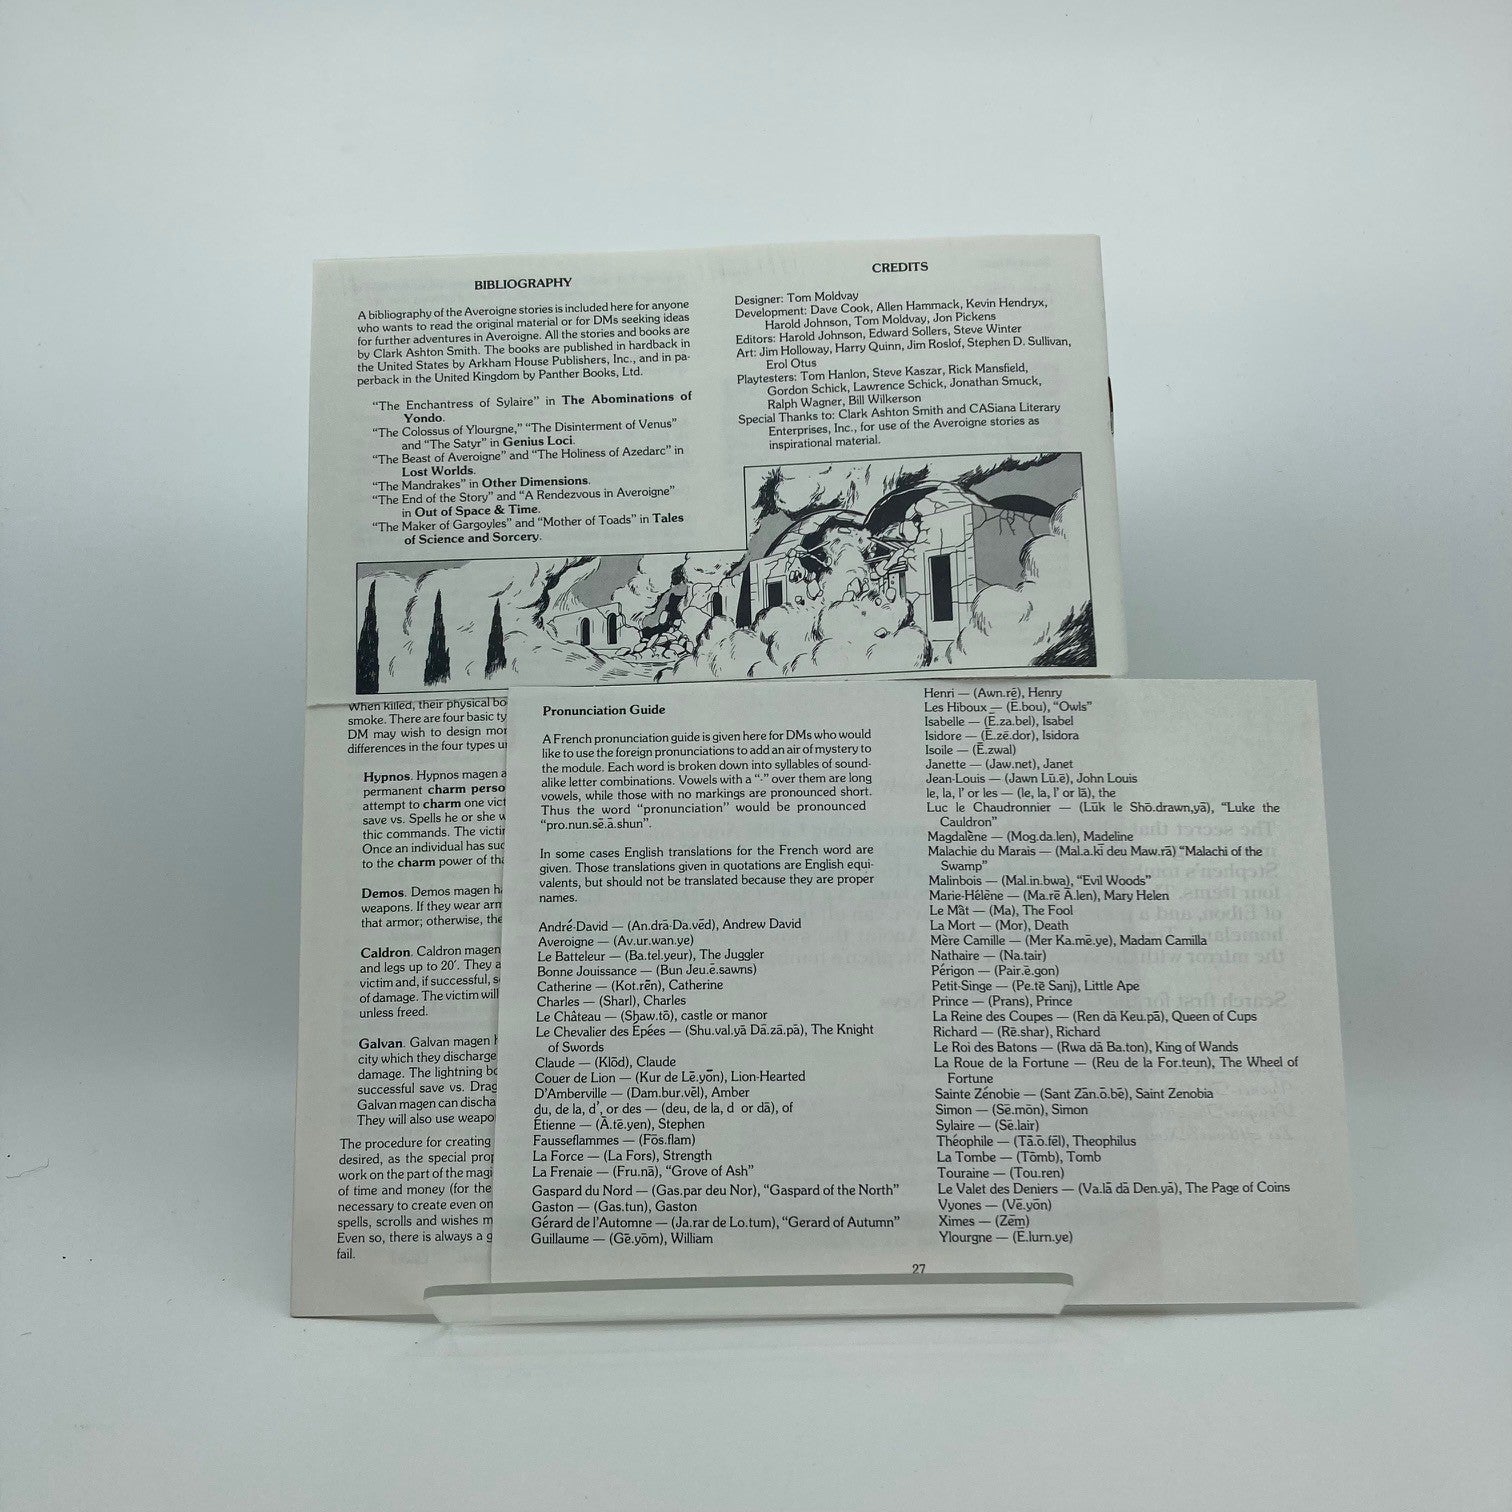 BIBLIOGRAPHY
A bibliography of the Averoigne stories is included here for anyone
who wants to read the original material or for DMs seeking ideas
for further adventures in Averoigne. All the stories and books are
by Clark Ashton Smith. The books are published in hardback in
the United States by Arkham House Publishers, Inc., and in pa-
perback in the United Kingdom by Panther Books, Ltd.
“The Enchantress of Sylaire” in The Abominations of
Yondo.
“The Colossus of Ylourgne,” “The Disinterment of Venus”
and “The Satyr” in Genius Loci.
“The Beast of Averoigne” and “The Holiness of Azedarc” in
Lost Worlds.
“The Mandrakes” in Other Dimensions.
“The End of the Story” and “A Rendezvous in Averoigne”
in Out of Space & Time.
“The Maker of Gargoyles” and “Mother of Toads” in Tales
of Science and Sorcery.
CREDITS
Designer: Tom Moldvay
Development: Dave Cook, Allen Hammack, Kevin Hendryx,
Harold Johnson, Tom Moldvay, Jon Pickens
Editors: Harold Johnson, Edward Sollers, Steve Winter
Art: Jim Holloway, Harry Quinn, Jim Roslof, Stephen D. Sullivan,
Erol Otus
Playtesters: Tom Hanlon, Steve Kaszar, Rick Mansfield,
Gordon Schick, Lawrence Schick, Jonathan Smuck,
Ralph Wagner, Bill Wilkerson
Special Thanks to: Clark Ashton Smith and CASiana Literary
Enterprises, Inc., for use of the Averoigne stories as
inspirational material.
When killed, their physical bo
smoke. There are four basic ty
DM may wish to design mor
differences in the four types u
Hypnos. Hypnos magen a
permanent charm perso
attempt to charm one vict
save vs. Spells he or she w
thic commands. The victi
Once an individual has suc
to the charm power of tha
Demos. Demos magen h
weapons. If they wear arm
that armor; otherwise, the
Caldron. Caldron magen
and legs up to 20′. They a
victim and, if successful, s
of damage. The victim will
unless freed.
Galvan. Galvan magen h
city which they discharge
damage. The lightning bo
successful save vs. Drag
Galvan magen can discha
They will also use weapo
The procedure for creating
desired, as the special prop
work on the part of the magi
of time and money (for the
necessary to create even on
spells, scrolls and wishes m
Even so, there is always a g
fail.
Pronunciation Guide
A French pronunciation guide is given here for DMs who would
like to use the foreign pronunciations to add an air of mystery to
the module. Each word is broken down into syllables of sound-
alike letter combinations. Vowels with a “-” over them are long
vowels, while those with no markings are pronounced short.
Thus the word “pronunciation” would be pronounced
“pro.nun.sē.ā.shun”.
In some cases English translations for the French word are
given. Those translations given in quotations are English equi-
valents, but should not be translated because they are proper
names.
André-David — (An.drā-Da.vēd), Andrew David
Averoigne — (Av.ur.wan.ye)
Le Batteleur — (Ba.tel.yeur), The Juggler
Bonne Jouissance — (Bun Jeu.ē.sawns)
Catherine — (Kot.rēn), Catherine
Charles — (Sharl), Charles
Le Château — (Shaw.tō), castle or manor
Le Chevalier des Épées — (Shu.val.yā Dā.zā.pā), The Knight
of Swords
Claude — (Klōd), Claude
Couer de Lion — (Kur de Lē.yōn), Lion-Hearted
D’Amberville — (Dam.bur.vēl), Amber
du, de la, d’, or des — (deu, de la, d or dā), of
Étienne — (Ā.tē.yen), Stephen
Fausseflammes — (Fōs.flam)
La Force — (La Fors), Strength
La Frenaie — (Fru.nā), “Grove of Ash”
Gaspard du Nord — (Gas.par deu Nor), “Gaspard of the North”
Gaston — (Gas.tun), Gaston
Gérard de l’Automne — (Ja.rar de Lo.tum), “Gerard of Autumn”
Guillaume — (Gē.yōm), William
Henri — (Awn.rē), Henry
Les Hiboux — (Ē.bou), “Owls”
Isabelle — (Ē.za.bel), Isabel
Isidore — (Ē.zē.dor), Isidora
Isoile — (Ē.zwal)
Janette — (Jaw.net), Janet
Jean-Louis — (Jawn Lū.ē), John Louis
le, la, l’ or les — (le, la, l’ or lā), the
Luc le Chaudronnier — (Lūk le Shō.drawn,yā), “Luke the
Cauldron”
Magdalène — (Mog.da.len), Madeline
Malachie du Marais — (Mal.a.kī deu Maw.rā) “Malachi of the
Swamp”
Malinbois — (Mal.in.bwa), “Evil Woods”
Marie-Hélène — (Ma.rē Ā.len), Mary Helen
Le Mât — (Ma), The Fool
La Mort — (Mor), Death
Mère Camille — (Mer Ka.mē.ye), Madam Camilla
Nathaire — (Na.tair)
Périgon — (Pair.ē.gon)
Petit-Singe — (Pe.tē Sanj), Little Ape
Prince — (Prans), Prince
La Reine des Coupes — (Ren dā Keu.pā), Queen of Cups
Richard — (Rē.shar), Richard
Le Roi des Batons — (Rwa dā Ba.ton), King of Wands
La Roue de la Fortune — (Reu de la For.teun), The Wheel of
Fortune
Sainte Zénobie — (Sant Zān.ō.bē), Saint Zenobia
Simon — (Sē.mōn), Simon
Sylaire — (Sē.lair)
Théophile — (Tā.ō.fēl), Theophilus
La Tombe — (Tōmb), Tomb
Touraine — (Tou.ren)
Le Valet des Deniers — (Va.lā dā Den.yā), The Page of Coins
Vyones — (Vē.yōn)
Ximes — (Zēm)
Ylourgne — (Ē.lurn.ye)
27